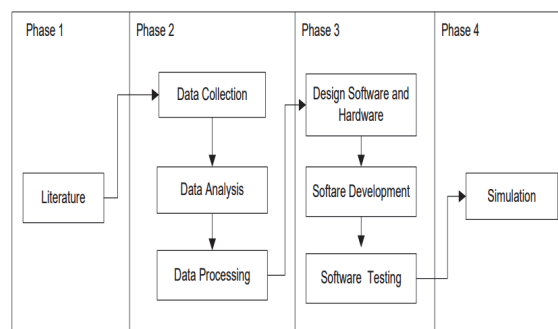 Phase 1
Literature
Phase 2
Data Collection
Data Analysis
Data Processing
Phase 3
Design Software and
Hardware
Softare Development
Software Testing
Phase 4
Simulation